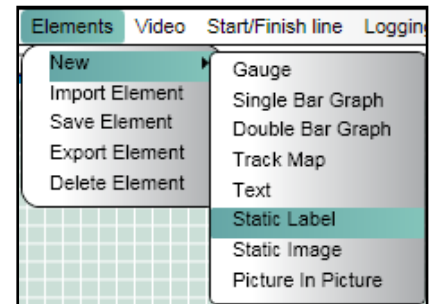 Elements Video Start/Finish line Logging
New
Import Element
Save Element
Export Element
Delete Element
Gauge
Single Bar Graph
Double Bar Graph
Track Map
Text
Static Label
Static Image
Picture In Picture